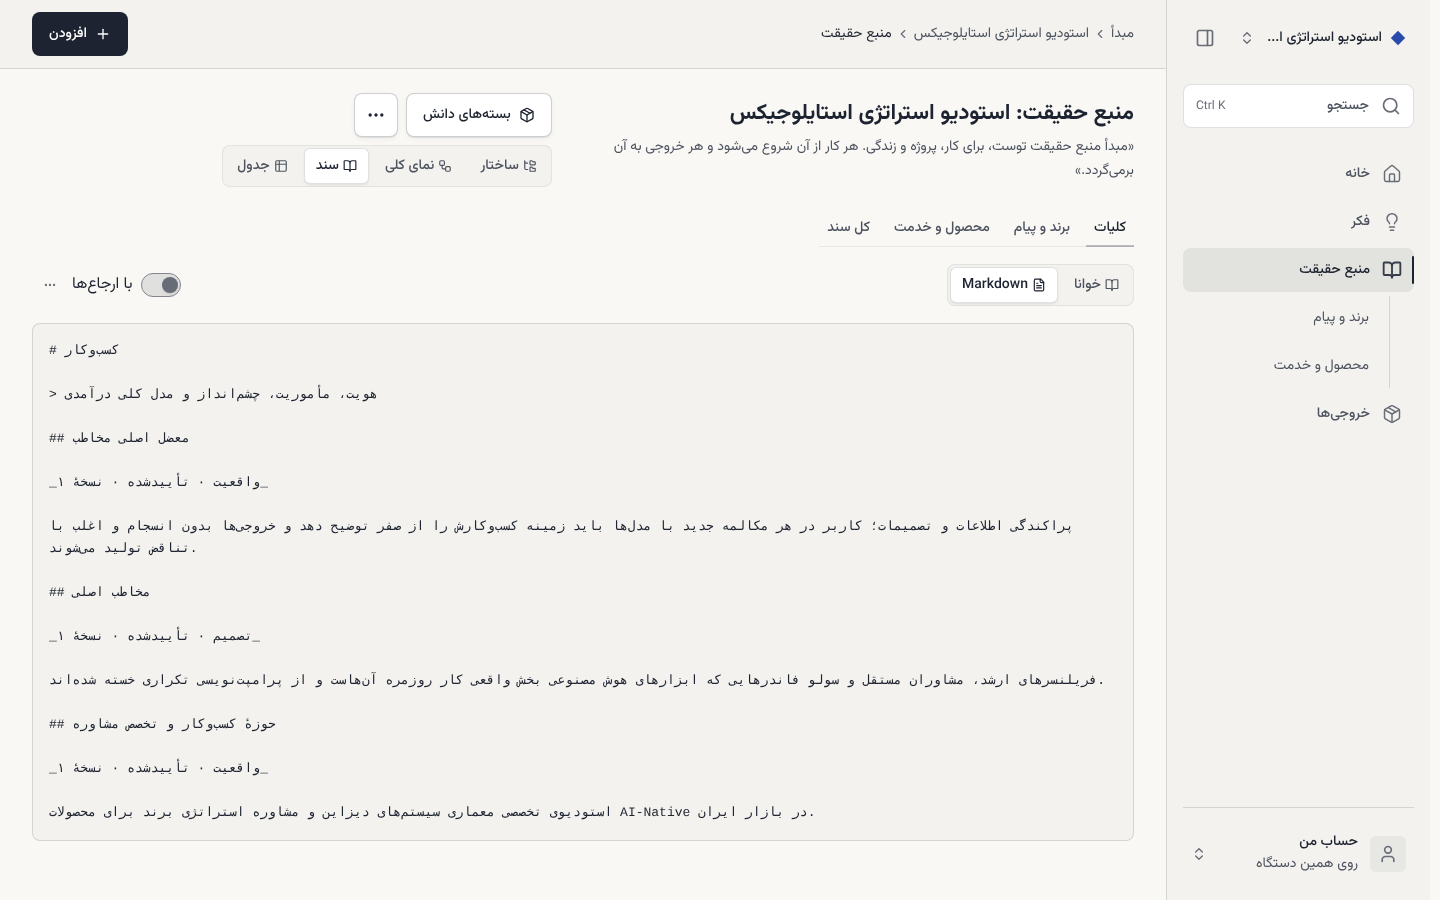 استودیو استراتژی ا...
جستجو
Ctrl K
خانه
فکر
منبع حقیقت
برند و پیام
محصول و خدمت
خروجی‌ها
حساب من
روی همین دستگاه
مبدأ › استودیو استراتژی استایلوجیکس › منبع حقیقت
افزودن
منبع حقیقت: استودیو استراتژی استایلوجیکس
«مبدأ منبع حقیقت توست، برای کار، پروژه و زندگی. هر کار از آن شروع می‌شود و هر خروجی به آن
برمی‌گردد.»
بسته‌های دانش
ساختار
نمای کلی
سند
جدول
کلیات
برند و پیام
محصول و خدمت
کل سند
خوانا
Markdown
با ارجاع‌ها
# کسب‌وکار
> هویت، مأموریت، چشم‌انداز و مدل کلی درآمدی
## معضل اصلی مخاطب
_واقعیت · تأییدشده · نسخهٔ ۱_
پراکندگی اطلاعات و تصمیمات؛ کاربر در هر مکالمه جدید با مدل‌ها باید زمینه کسب‌وکارش را از صفر توضیح دهد و خروجی‌ها بدون انسجام و اغلب با
تناقض تولید می‌شوند.
## مخاطب اصلی
_تصمیم · تأییدشده · نسخهٔ ۱_
فریلنسرهای ارشد، مشاوران مستقل و سولو فاندرهایی که ابزارهای هوش مصنوعی بخش واقعی کار روزمره آن‌هاست و از پرامپت‌نویسی تکراری خسته شده‌اند.
## حوزهٔ کسب‌وکار و تخصص مشاوره
_واقعیت · تأییدشده · نسخهٔ ۱_
استودیوی تخصصی معماری سیستم‌های دیزاین و مشاوره استراتژی برند برای محصولات AI-Native در بازار ایران.